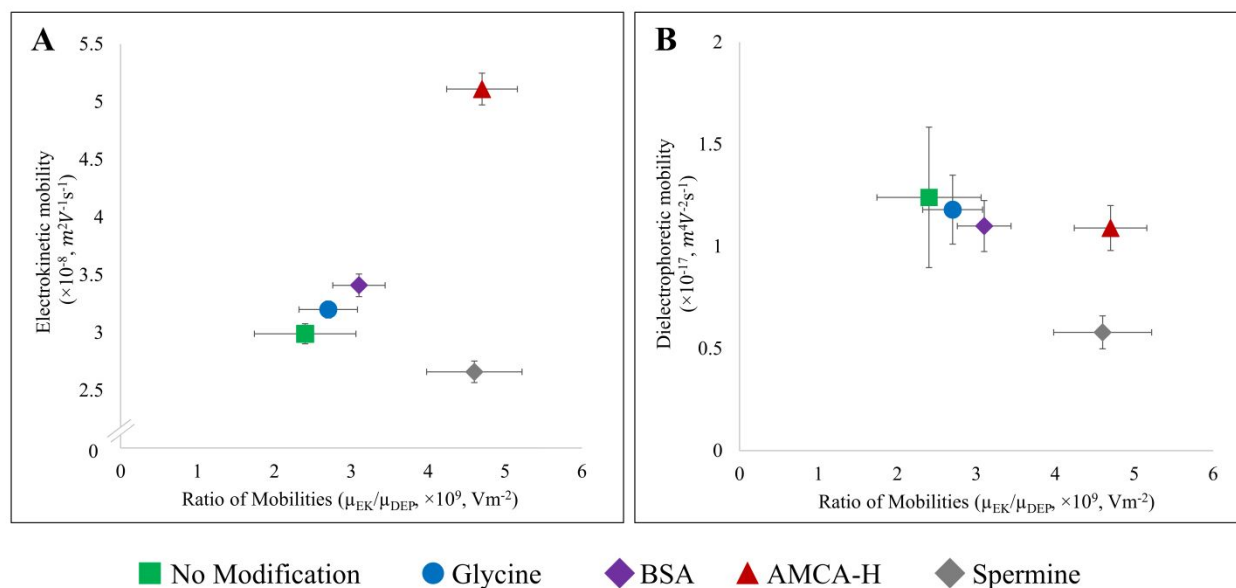 A
5.5
5
4.5
4
3.5
3
2.5
0
Electrokinetic mobility
(×10⁻⁸, m²V⁻¹s⁻¹)
0 1 2 3 4 5 6
Ratio of Mobilities (μEK/μDEP, ×10⁹, Vm⁻²)
B
2
1.5
1
0.5
0
Dielectrophoretic mobility
(×10⁻¹⁷, m⁴V⁻²s⁻¹)
0 1 2 3 4 5 6
Ratio of Mobilities (μEK/μDEP, ×10⁹, Vm⁻²)
No Modification Glycine BSA AMCA-H Spermine